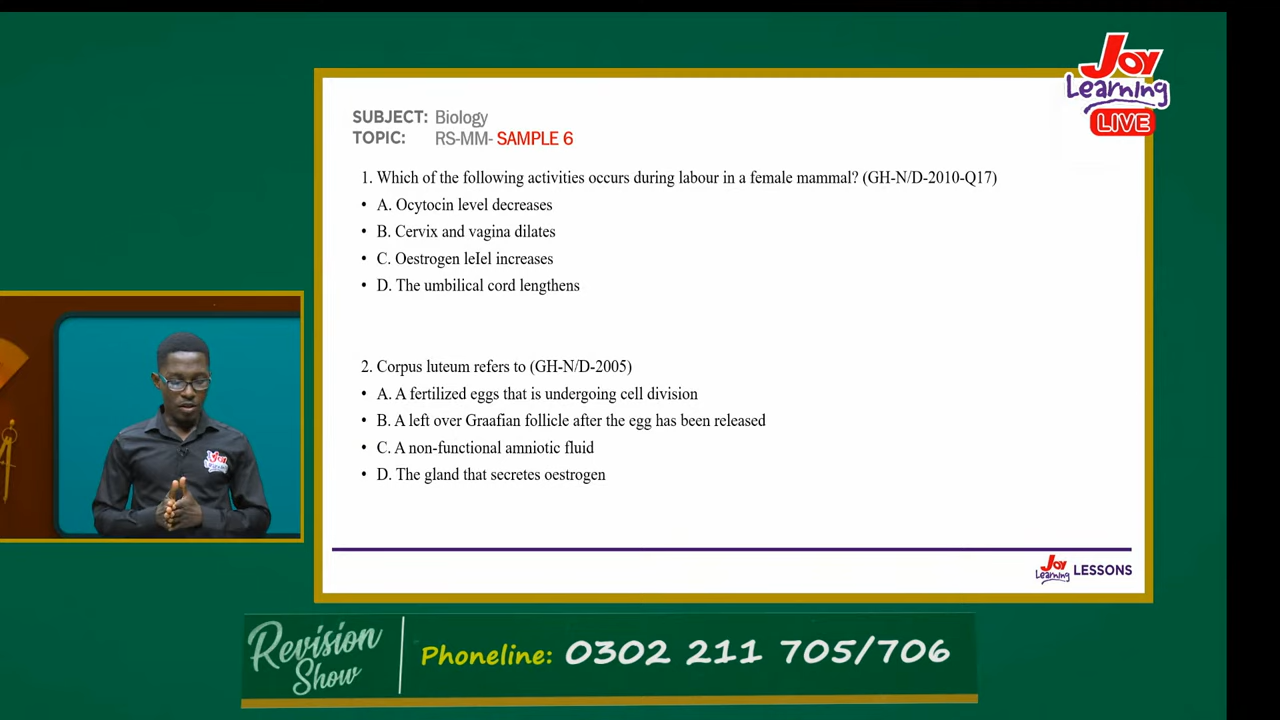 Joy
Learning
LIVE
SUBJECT: Biology
TOPIC: RS-MM- SAMPLE 6
1. Which of the following activities occurs during labour in a female mammal? (GH-N/D-2010-Q17)
• A. Ocytocin level decreases
• B. Cervix and vagina dilates
• C. Oestrogen leIel increases
• D. The umbilical cord lengthens
2. Corpus luteum refers to (GH-N/D-2005)
• A. A fertilized eggs that is undergoing cell division
• B. A left over Graafian follicle after the egg has been released
• C. A non-functional amniotic fluid
• D. The gland that secretes oestrogen
Joy Learning LESSONS
Revision Show
Phoneline: 0302 211 705/706